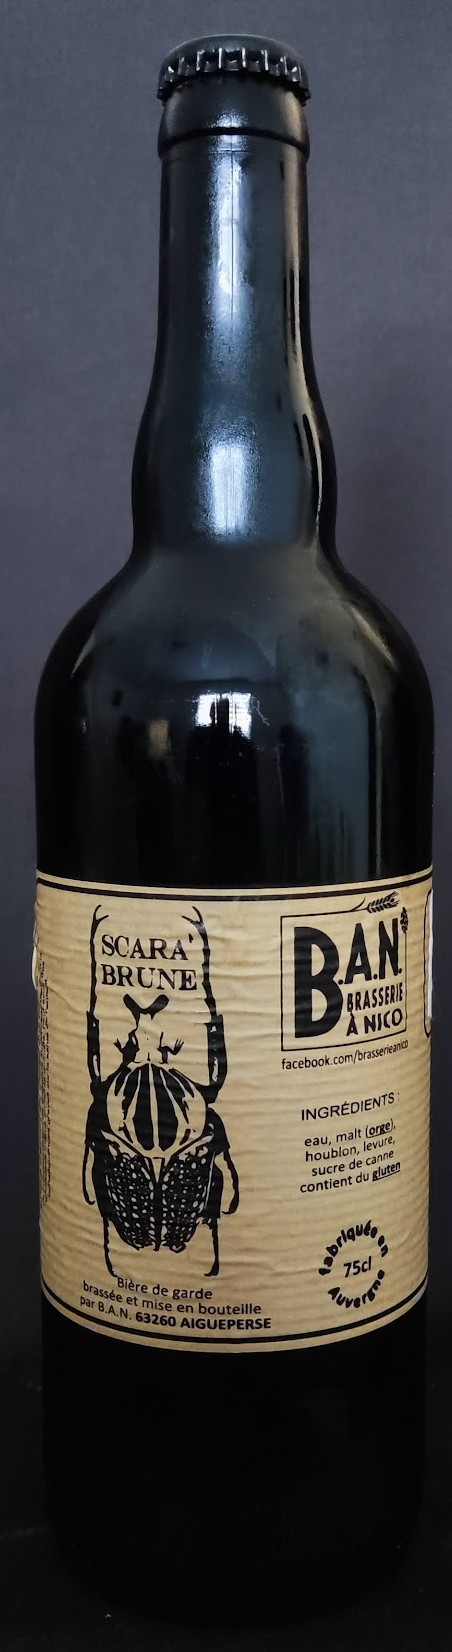 SCARA'
BRUNE
Bière de garde
brassée et mise en bouteille
par B.A.N. 63260 AIGUEPERSE
B.A.N.
BRASSERIE
À NICO
facebook.com/brasserieanico
INGRÉDIENTS :
eau, malt (orge),
houblon, levure,
sucre de canne
contient du gluten
fabriquée en
75cl
Auvergne